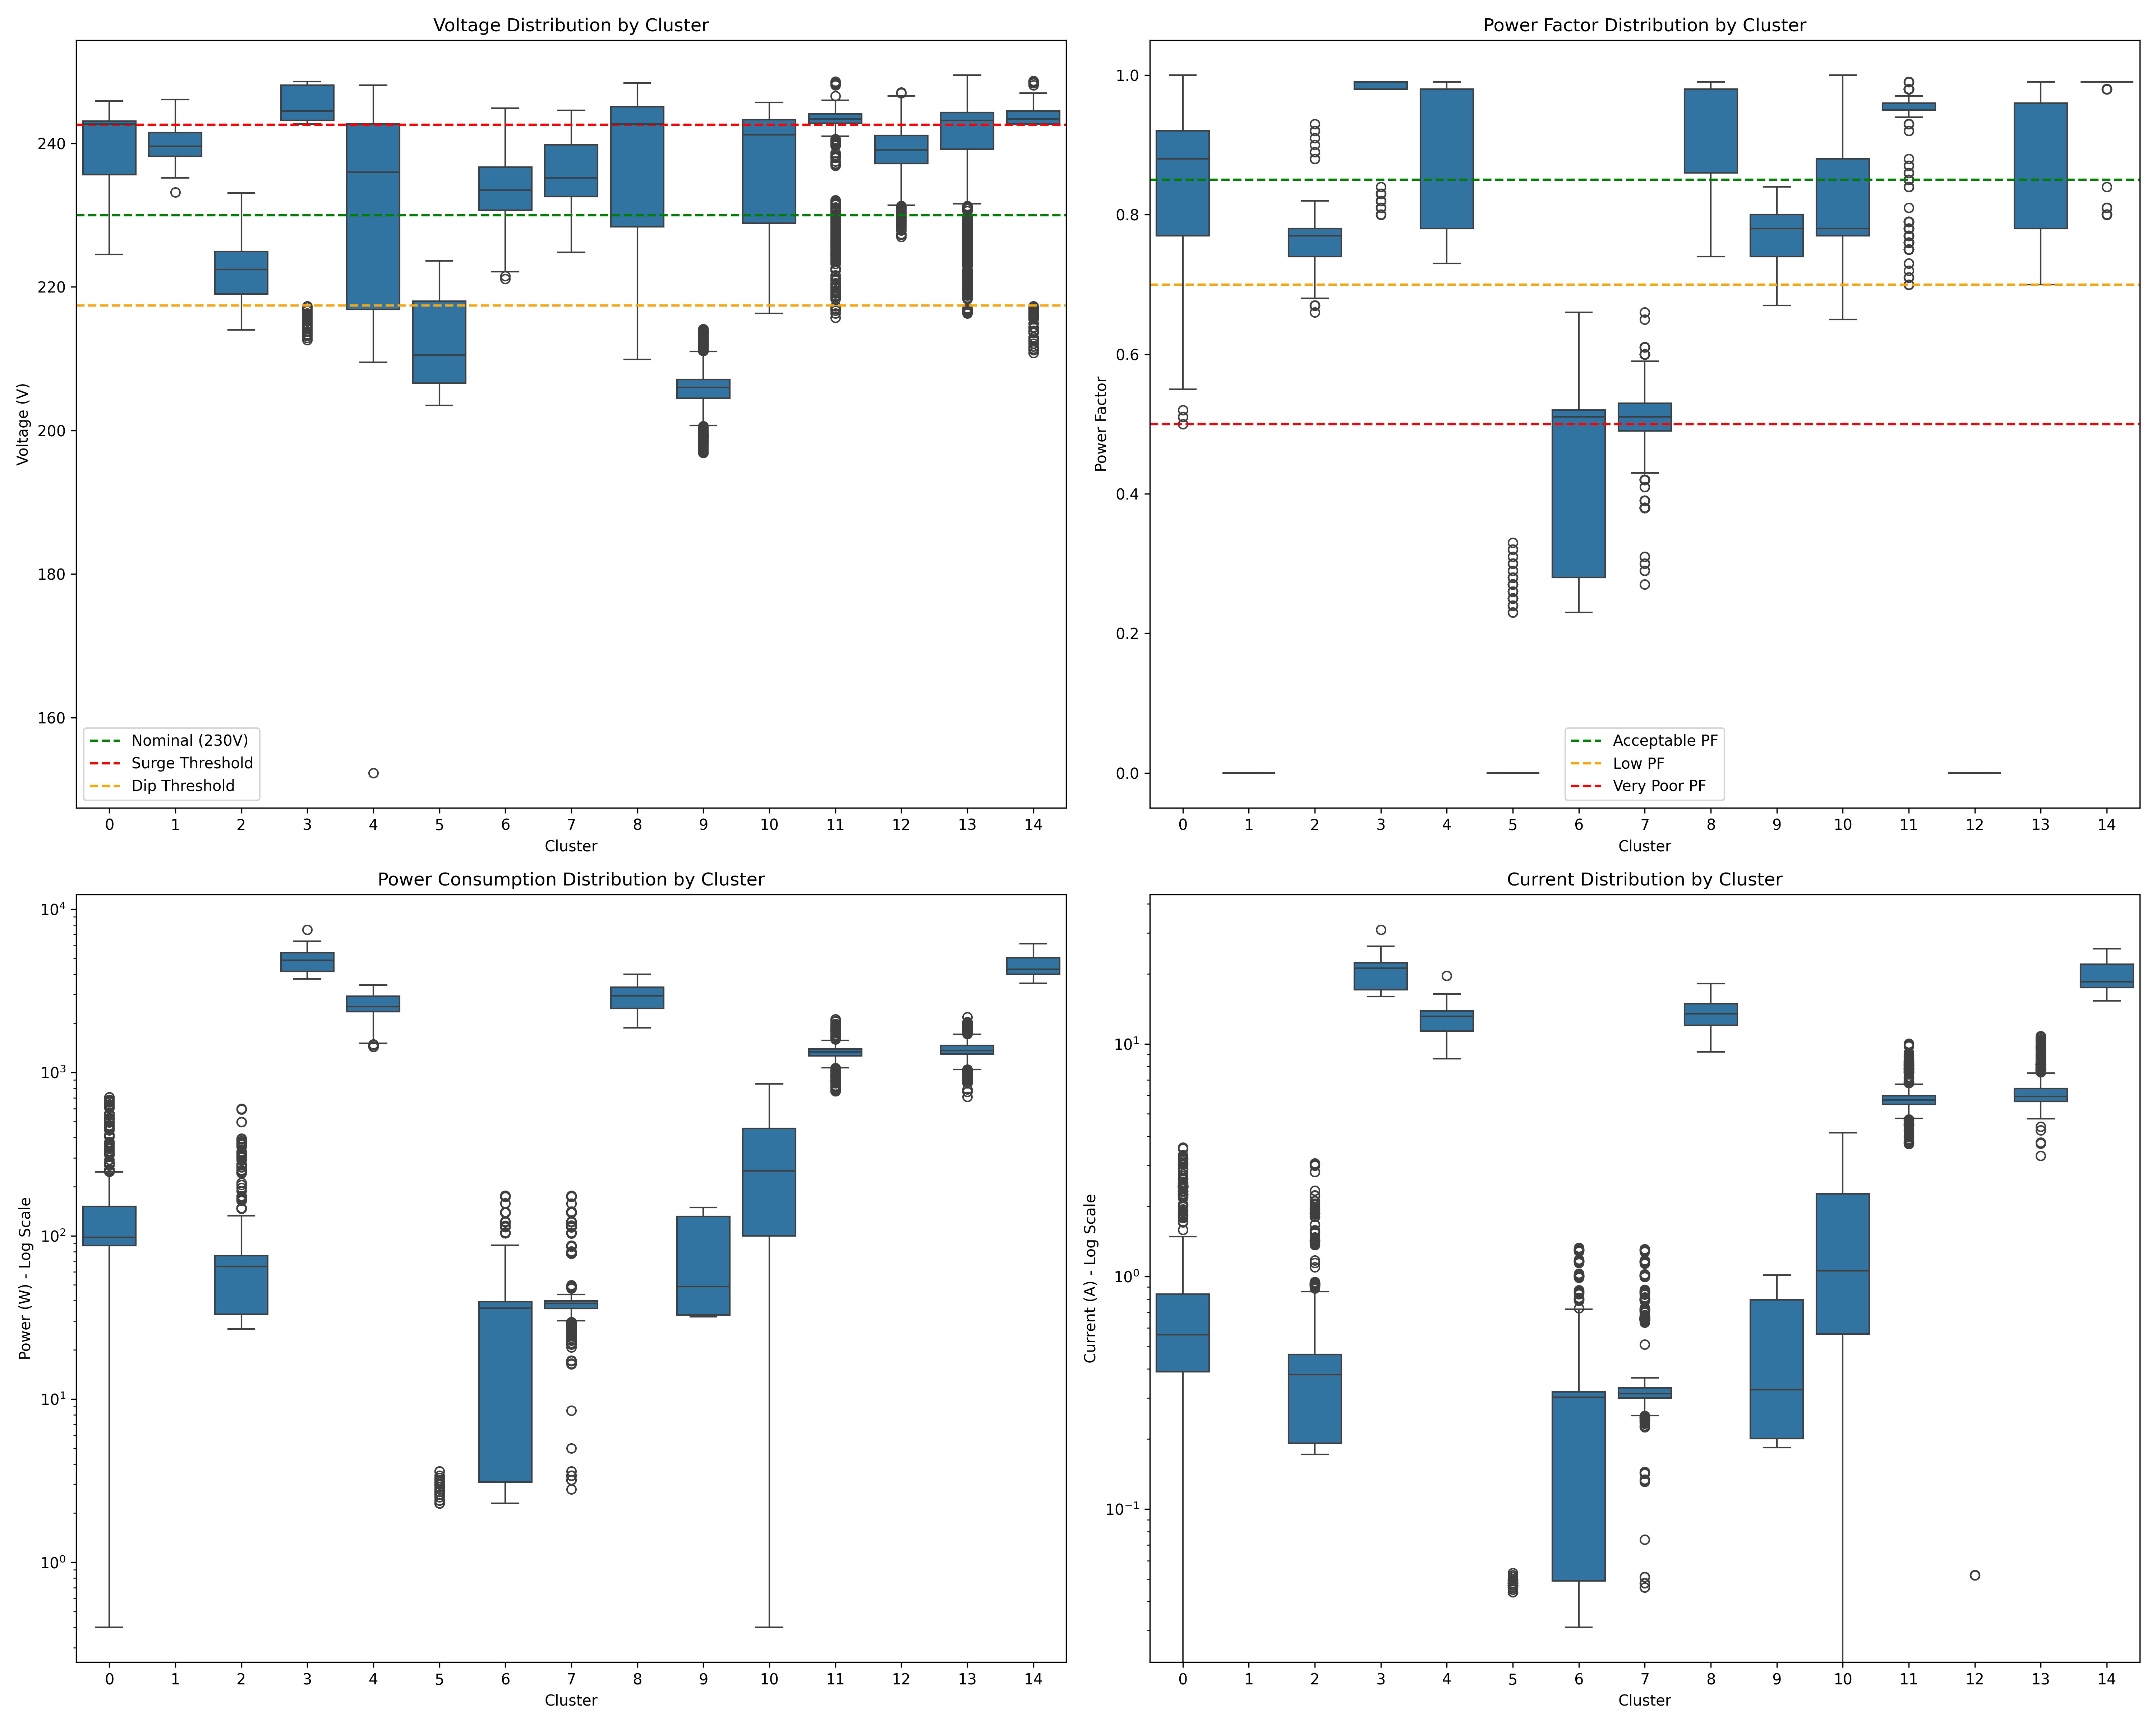 Voltage Distribution by Cluster
Voltage (V)
240
220
200
180
160
Nominal (230V)
Surge Threshold
Dip Threshold
0 1 2 3 4 5 6 7 8 9 10 11 12 13 14
Cluster
Power Factor Distribution by Cluster
Power Factor
1.0
0.8
0.6
0.4
0.2
0.0
Acceptable PF
Low PF
Very Poor PF
0 1 2 3 4 5 6 7 8 9 10 11 12 13 14
Cluster
Power Consumption Distribution by Cluster
Power (W) - Log Scale
10⁴
10³
10²
10¹
10⁰
0 1 2 3 4 5 6 7 8 9 10 11 12 13 14
Cluster
Current Distribution by Cluster
Current (A) - Log Scale
10¹
10⁰
10⁻¹
0 1 2 3 4 5 6 7 8 9 10 11 12 13 14
Cluster